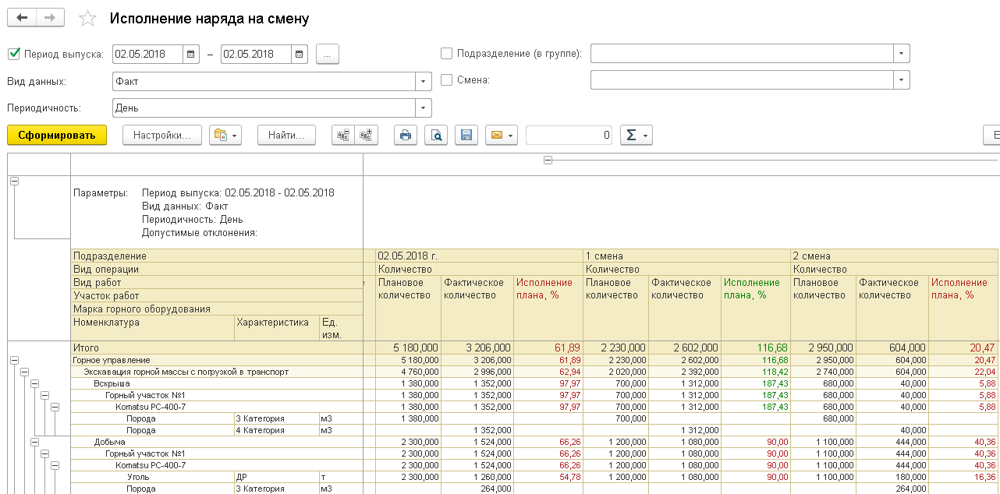 Исполнение наряда на смену
Период выпуска: 02.05.2018 – 02.05.2018 ... Подразделение (в группе):
Вид данных: Факт Смена:
Периодичность: День
Сформировать Настройки... Найти... 0 Σ
Параметры: Период выпуска: 02.05.2018 - 02.05.2018
Вид данных: Факт
Периодичность: День
Допустимые отклонения:
Подразделение 02.05.2018 г. 1 смена 2 смена
Вид операции Количество Количество Количество
Вид работ Плановое Фактическое Исполнение Плановое Фактическое Исполнение Плановое Фактическое Исполнение
Участок работ количество количество плана, % количество количество плана, % количество количество плана, %
Марка горного оборудования
Номенклатура Характеристика Ед.
изм.
Итого 5 180,000 3 206,000 61,89 2 230,000 2 602,000 116,68 2 950,000 604,000 20,47
Горное управление 5 180,000 3 206,000 61,89 2 230,000 2 602,000 116,68 2 950,000 604,000 20,47
Экскавация горной массы с погрузкой в транспорт 4 760,000 2 996,000 62,94 2 020,000 2 392,000 118,42 2 740,000 604,000 22,04
Вскрыша 1 380,000 1 352,000 97,97 700,000 1 312,000 187,43 680,000 40,000 5,88
Горный участок №1 1 380,000 1 352,000 97,97 700,000 1 312,000 187,43 680,000 40,000 5,88
Komatsu PC-400-7 1 380,000 1 352,000 97,97 700,000 1 312,000 187,43 680,000 40,000 5,88
Порода 3 Категория м3 1 380,000 700,000 680,000
Порода 4 Категория м3 1 352,000 1 312,000 40,000
Добыча 2 300,000 1 524,000 66,26 1 200,000 1 080,000 90,00 1 100,000 444,000 40,36
Горный участок №1 2 300,000 1 524,000 66,26 1 200,000 1 080,000 90,00 1 100,000 444,000 40,36
Komatsu PC-400-7 2 300,000 1 524,000 66,26 1 200,000 1 080,000 90,00 1 100,000 444,000 40,36
Уголь ДР т 2 300,000 1 260,000 54,78 1 200,000 1 080,000 90,00 1 100,000 180,000 16,36
Порода 3 Категория м3 264,000 264,000